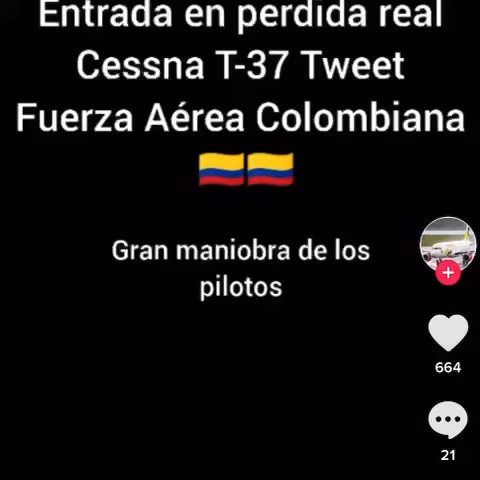 Entrada en perdida real
Cessna T-37 Tweet
Fuerza Aérea Colombiana
🇨🇴🇨🇴
Gran maniobra de los
pilotos
664
21